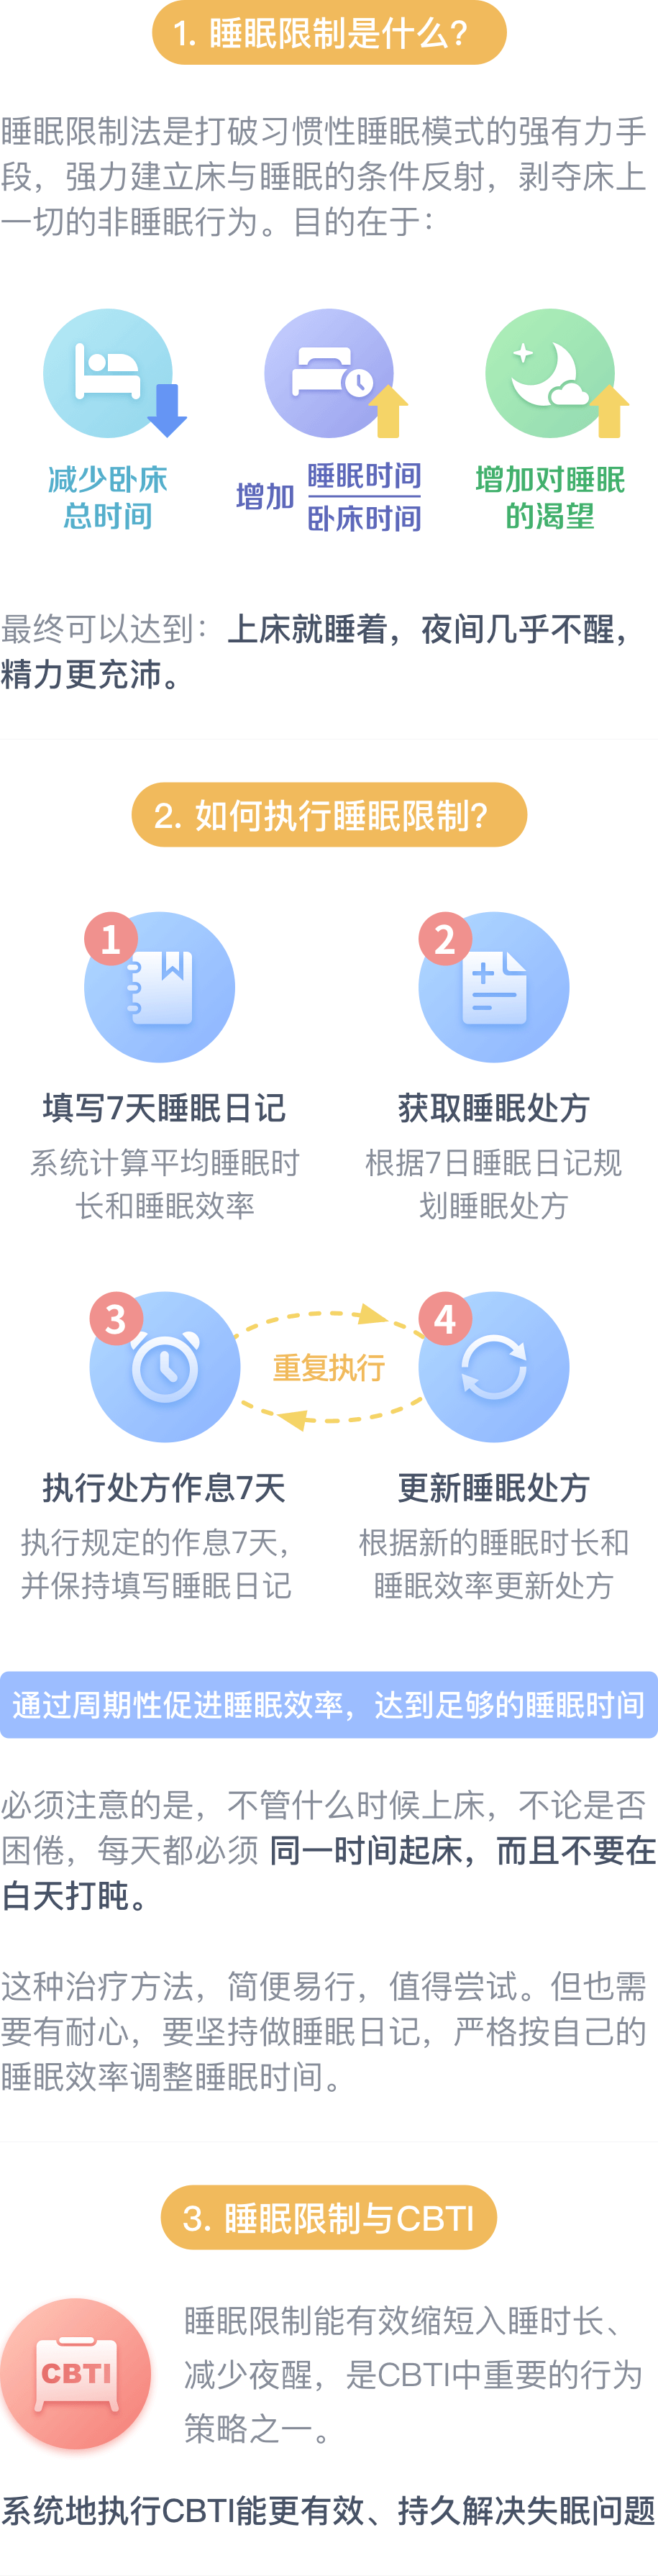 1. 睡眠限制是什么?
睡眠限制法是打破习惯性睡眠模式的强有力手
段，强力建立床与睡眠的条件反射，剥夺床上
一切的非睡眠行为。目的在于：
减少卧床
总时间
增加
睡眠时间
卧床时间
增加对睡眠
的渴望
最终可以达到：上床就睡着，夜间几乎不醒，
精力更充沛。
2. 如何执行睡眠限制?
1
2
填写7天睡眠日记
获取睡眠处方
系统计算平均睡眠时
长和睡眠效率
根据7日睡眠日记规
划睡眠处方
3
重复执行
4
执行处方作息7天
更新睡眠处方
执行规定的作息7天，
并保持填写睡眠日记
根据新的睡眠时长和
睡眠效率更新处方
通过周期性促进睡眠效率，达到足够的睡眠时间
必须注意的是，不管什么时候上床，不论是否
困倦，每天都必须 同一时间起床，而且不要在
白天打盹。
这种治疗方法，简便易行，值得尝试。但也需
要有耐心，要坚持做睡眠日记，严格按自己的
睡眠效率调整睡眠时间。
3. 睡眠限制与CBTI
CBTI
睡眠限制能有效缩短入睡时长、
减少夜醒，是CBTI中重要的行为
策略之一。
系统地执行CBTI能更有效、持久解决失眠问题